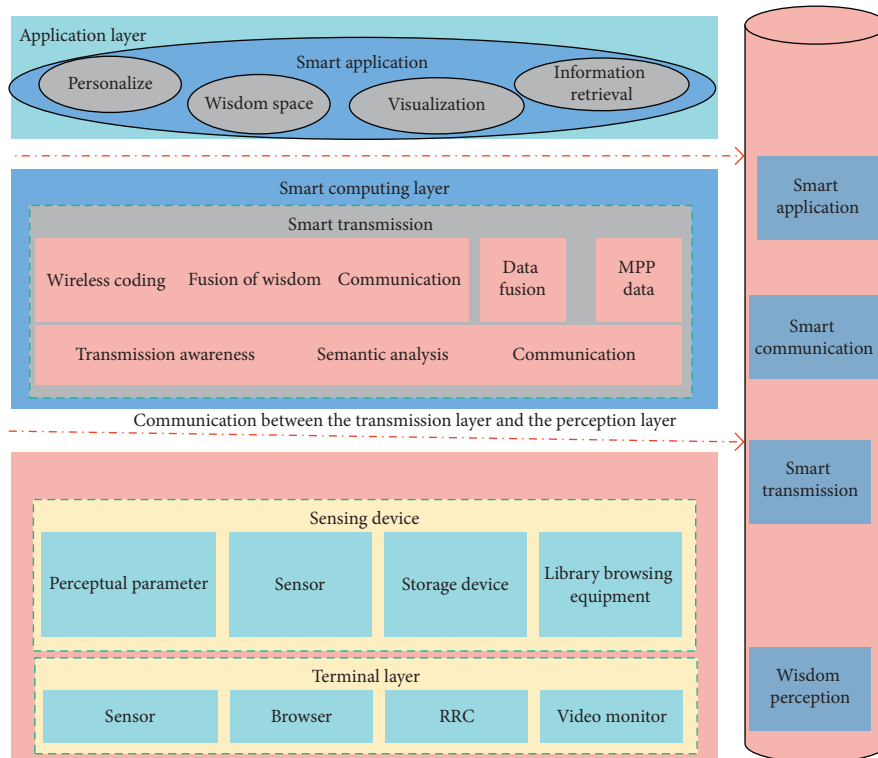 Application layer
Smart application
Personalize
Wisdom space
Visualization
Information
retrieval
Smart computing layer
Smart transmission
Wireless coding
Fusion of wisdom
Communication
Data
fusion
MPP
data
Transmission awareness
Semantic analysis
Communication
Communication between the transmission layer and the perception layer
Sensing device
Perceptual parameter
Sensor
Storage device
Library browsing
equipment
Terminal layer
Sensor
Browser
RRC
Video monitor
Smart
application
Smart
communication
Smart
transmission
Wisdom
perception